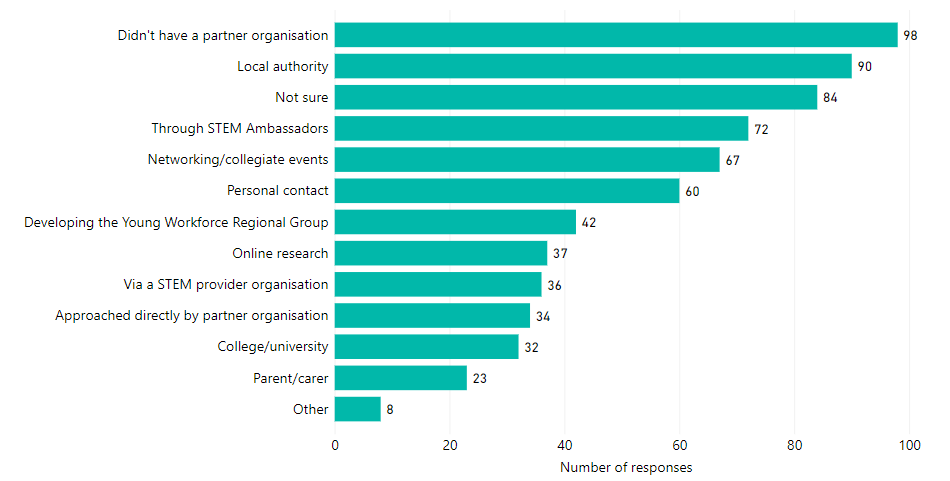 Didn't have a partner organisation 98
Local authority 90
Not sure 84
Through STEM Ambassadors 72
Networking/collegiate events 67
Personal contact 60
Developing the Young Workforce Regional Group 42
Online research 37
Via a STEM provider organisation 36
Approached directly by partner organisation 34
College/university 32
Parent/carer 23
Other 8
0 20 40 60 80 100
Number of responses